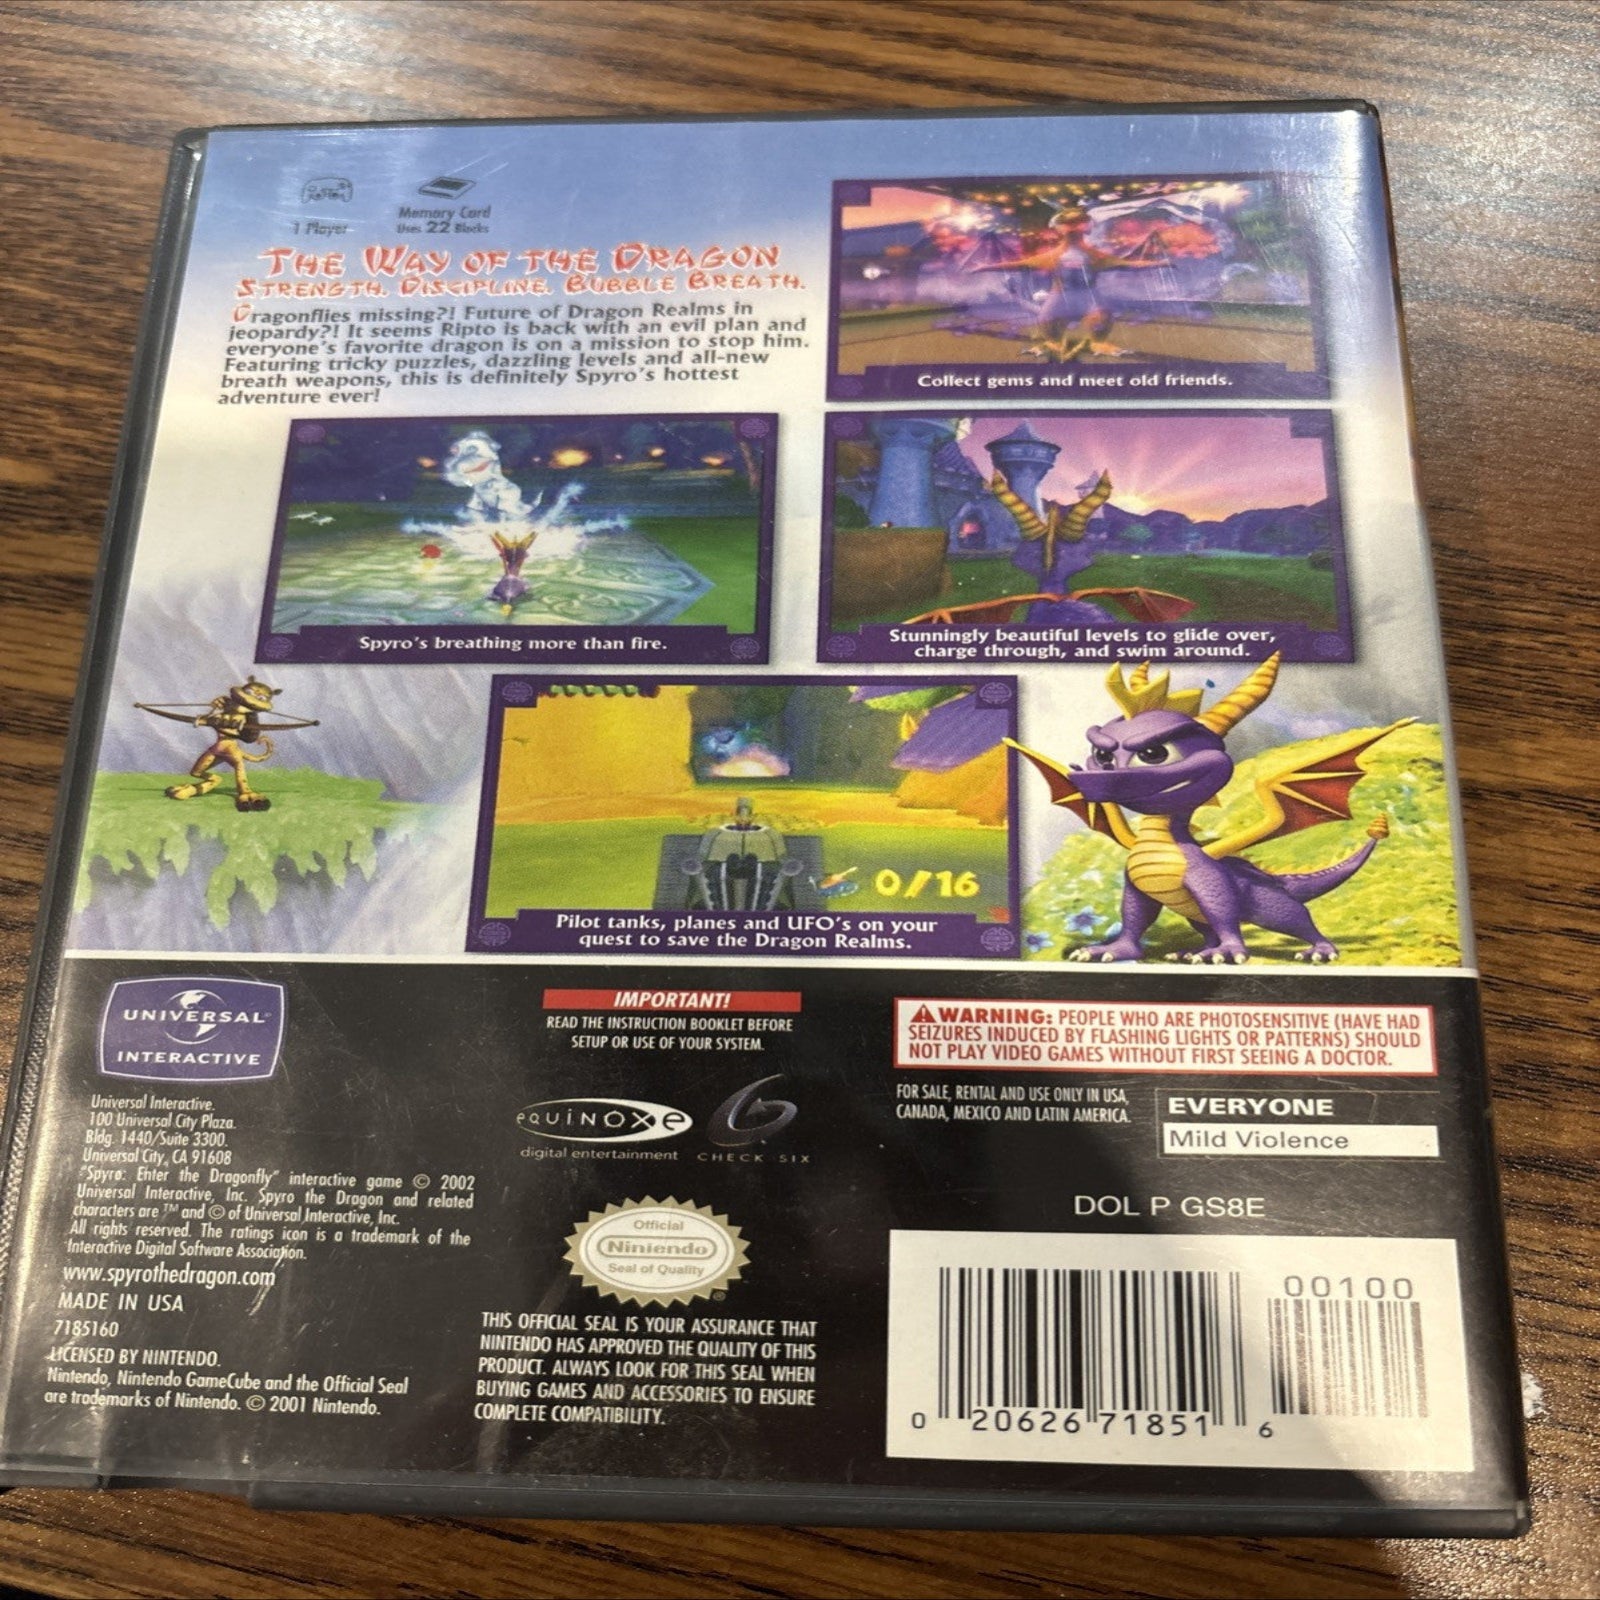 1 Player
Memory Card
Uses 22 Blocks
THE WAY OF THE DRAGON
STRENGTH. DISCIPLINE. BUBBLE BREATH.
Dragonflies missing?! Future of Dragon Realms in
jeopardy?! It seems Ripto is back with an evil plan and
everyone's favorite dragon is on a mission to stop him.
Featuring tricky puzzles, dazzling levels and all-new
breath weapons, this is definitely Spyro's hottest
adventure ever!
Collect gems and meet old friends.
Spyro's breathing more than fire.
Stunningly beautiful levels to glide over,
charge through, and swim around.
0/16
Pilot tanks, planes and UFO's on your
quest to save the Dragon Realms.
UNIVERSAL®
INTERACTIVE
Universal Interactive.
100 Universal City Plaza.
Bldg. 1440/Suite 3300.
Universal City, CA 91608
"Spyro: Enter the Dragonfly" interactive game © 2002
Universal Interactive, Inc. Spyro the Dragon and related
characters are ™ and © of Universal Interactive, Inc.
All rights reserved. The ratings icon is a trademark of the
Interactive Digital Software Association.
www.spyrothedragon.com
MADE IN USA
7185160
LICENSED BY NINTENDO.
Nintendo, Nintendo GameCube and the Official Seal
are trademarks of Nintendo. © 2001 Nintendo.
IMPORTANT!
READ THE INSTRUCTION BOOKLET BEFORE
SETUP OR USE OF YOUR SYSTEM.
equinoxe
digital entertainment
CHECK SIX
Official
Nintendo
Seal of Quality
®
THIS OFFICIAL SEAL IS YOUR ASSURANCE THAT
NINTENDO HAS APPROVED THE QUALITY OF THIS
PRODUCT. ALWAYS LOOK FOR THIS SEAL WHEN
BUYING GAMES AND ACCESSORIES TO ENSURE
COMPLETE COMPATIBILITY.
WARNING: PEOPLE WHO ARE PHOTOSENSITIVE (HAVE HAD
SEIZURES INDUCED BY FLASHING LIGHTS OR PATTERNS) SHOULD
NOT PLAY VIDEO GAMES WITHOUT FIRST SEEING A DOCTOR.
FOR SALE, RENTAL AND USE ONLY IN USA,
CANADA, MEXICO AND LATIN AMERICA.
EVERYONE
Mild Violence
DOL P GS8E
00100
0 20626 71851 6